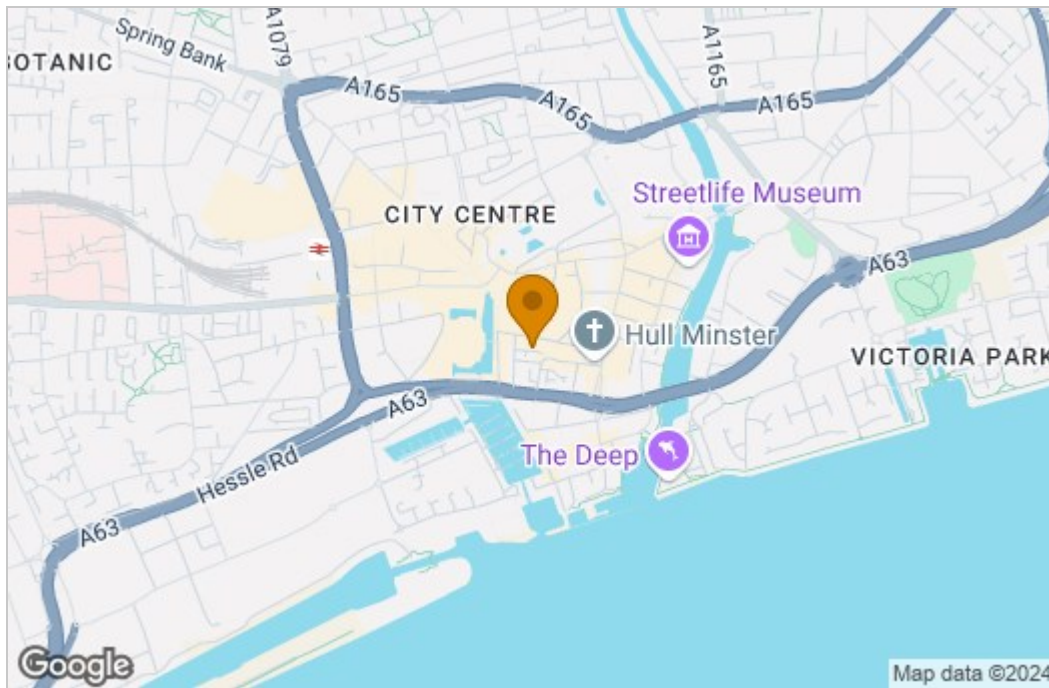 BOTANIC
Spring Bank
A1079
A165
A165
A1165
A165
CITY CENTRE
Streetlife Museum
A63
Hull Minster
VICTORIA PARK
A63
The Deep
Hessle Rd
A63
Google
Map data ©2024